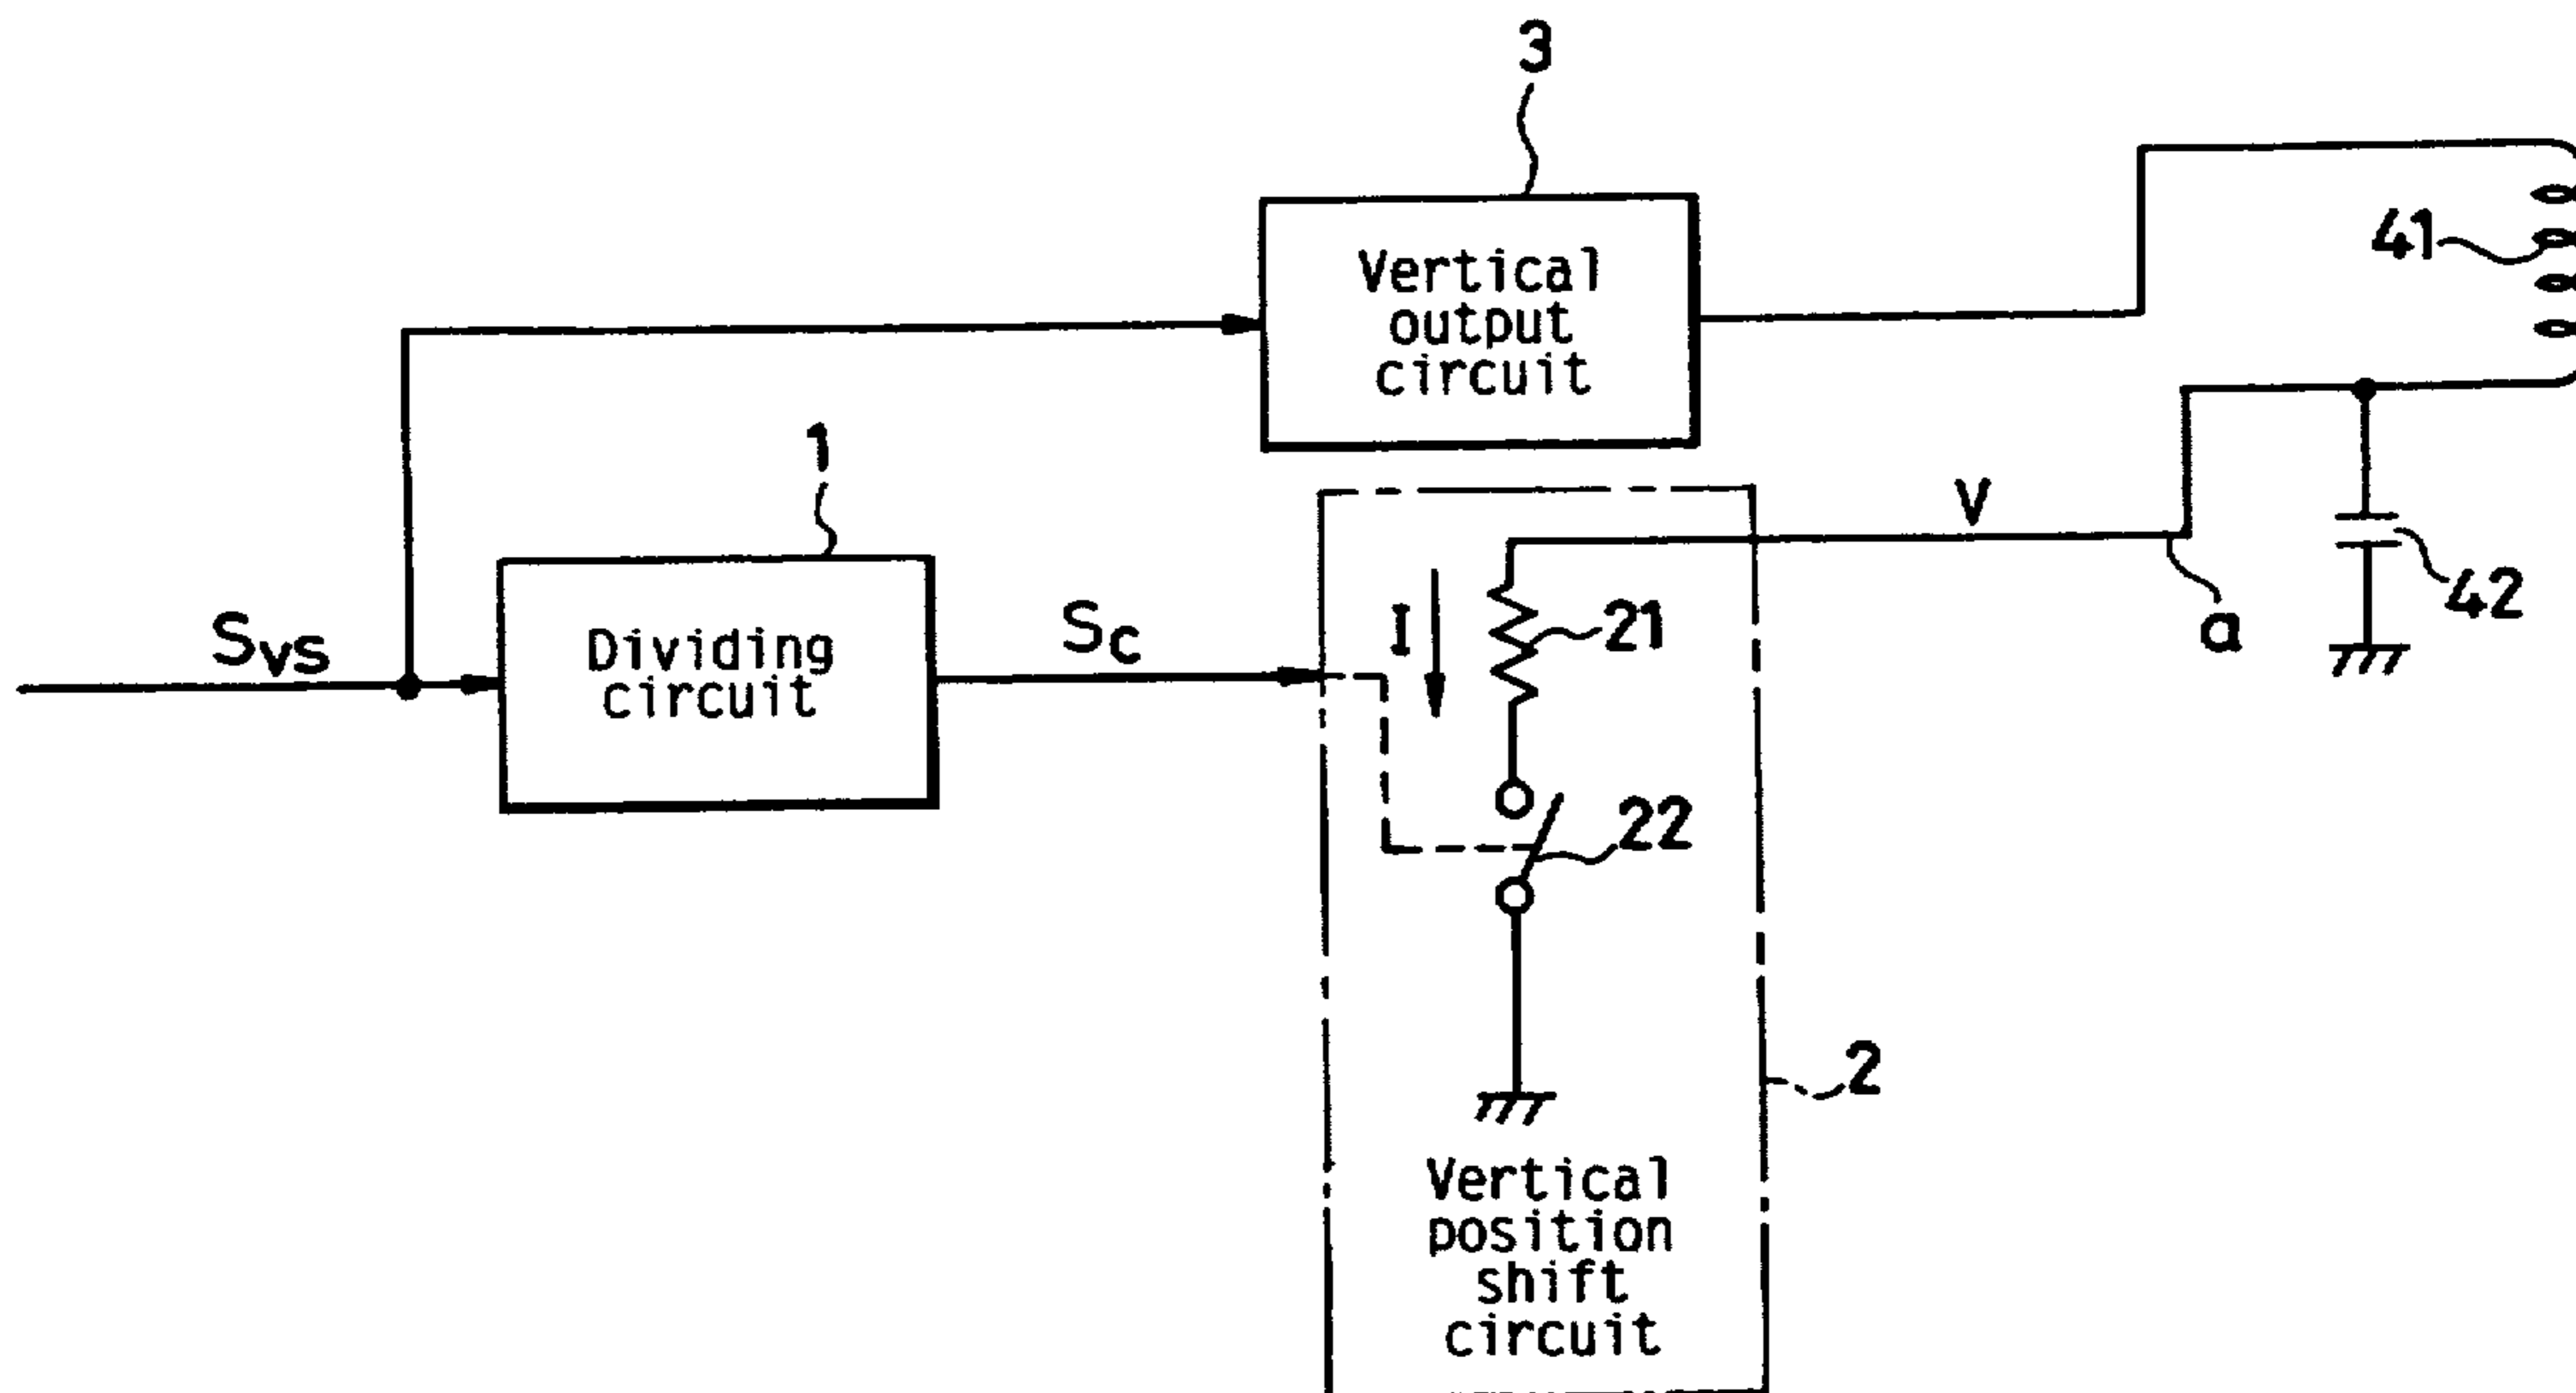 3
Vertical
output
circuit
41
1
V
Dividing
circuit
Svs
Sc
I
21
a
42
22
2
Vertical
position
shift
circuit